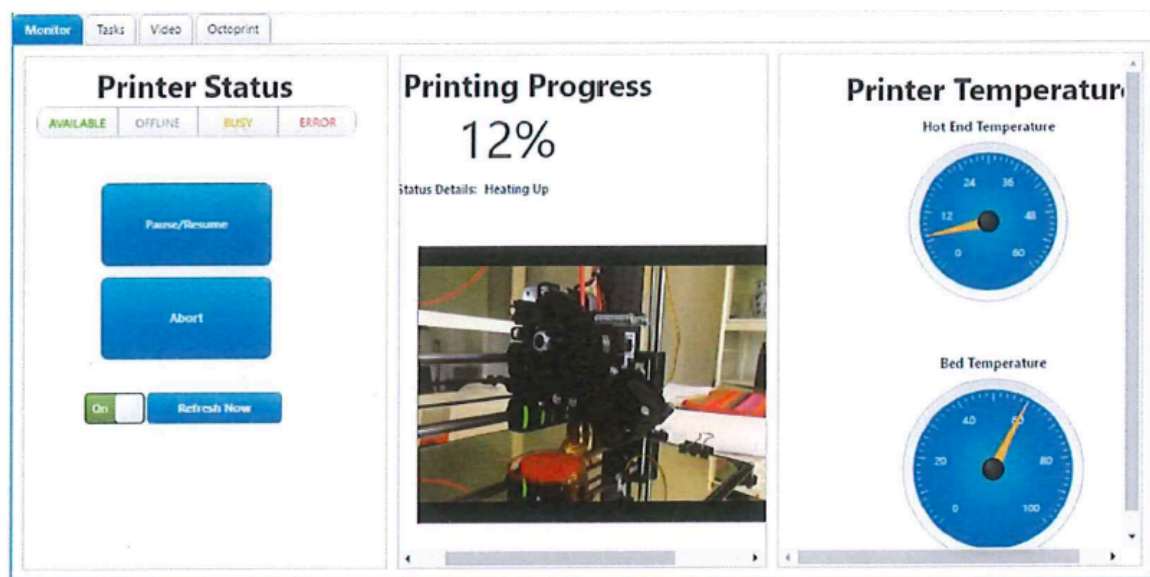 Monitor Tasks Video Octoprint
Printer Status
AVAILABLE OFFLINE BUSY ERROR
Pause/Resume
Abort
On Refresh Now
Printing Progress
12%
Status Details: Heating Up
Printer Temperatur
Hot End Temperature
24 36
12 48
0 60
Bed Temperature
40 60
20 80
0 100